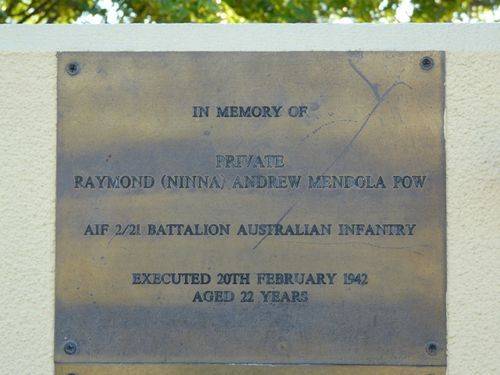 IN MEMORY OF
PRIVATE
RAYMOND (NINNA) ANDREW MENDOLA POW
AIF 2/21 BATTALION AUSTRALIAN INFANTRY
EXECUTED 20TH FEBRUARY 1942
AGED 22 YEARS